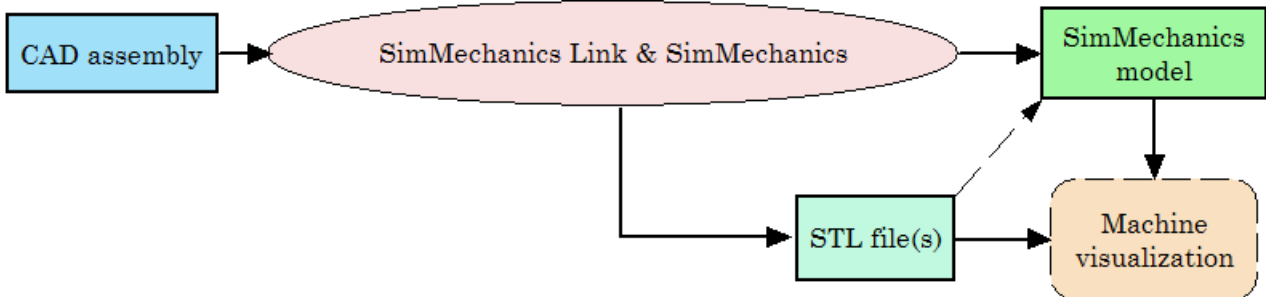 CAD assembly
SimMechanics Link & SimMechanics
SimMechanics
model
STL file(s)
Machine
visualization